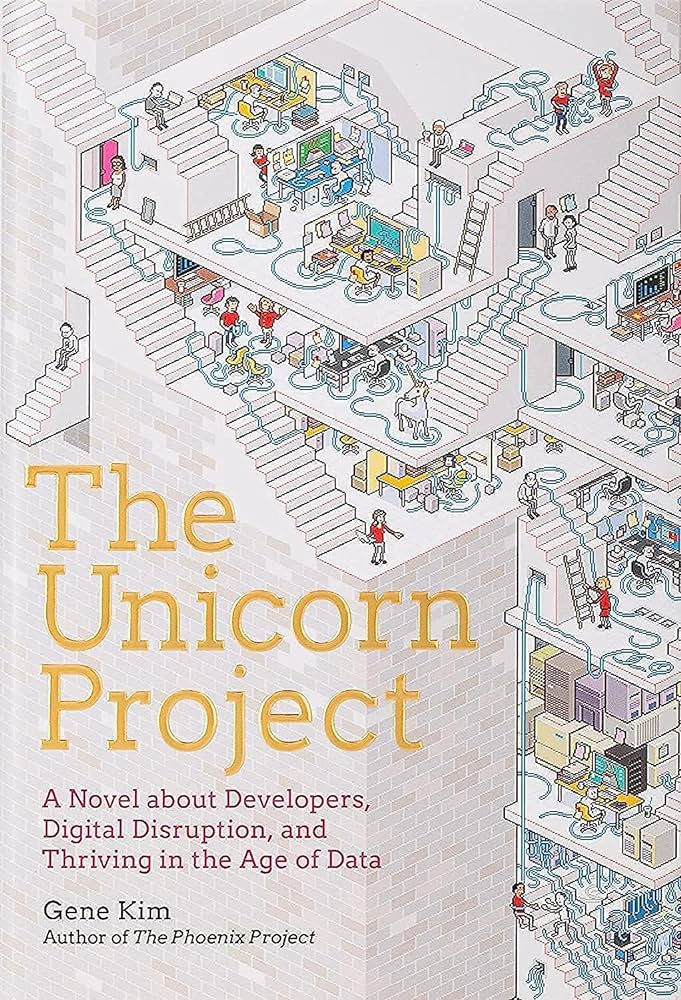 The
Unicorn
Project
A Novel about Developers,
Digital Disruption, and
Thriving in the Age of Data
Gene Kim
Author of The Phoenix Project